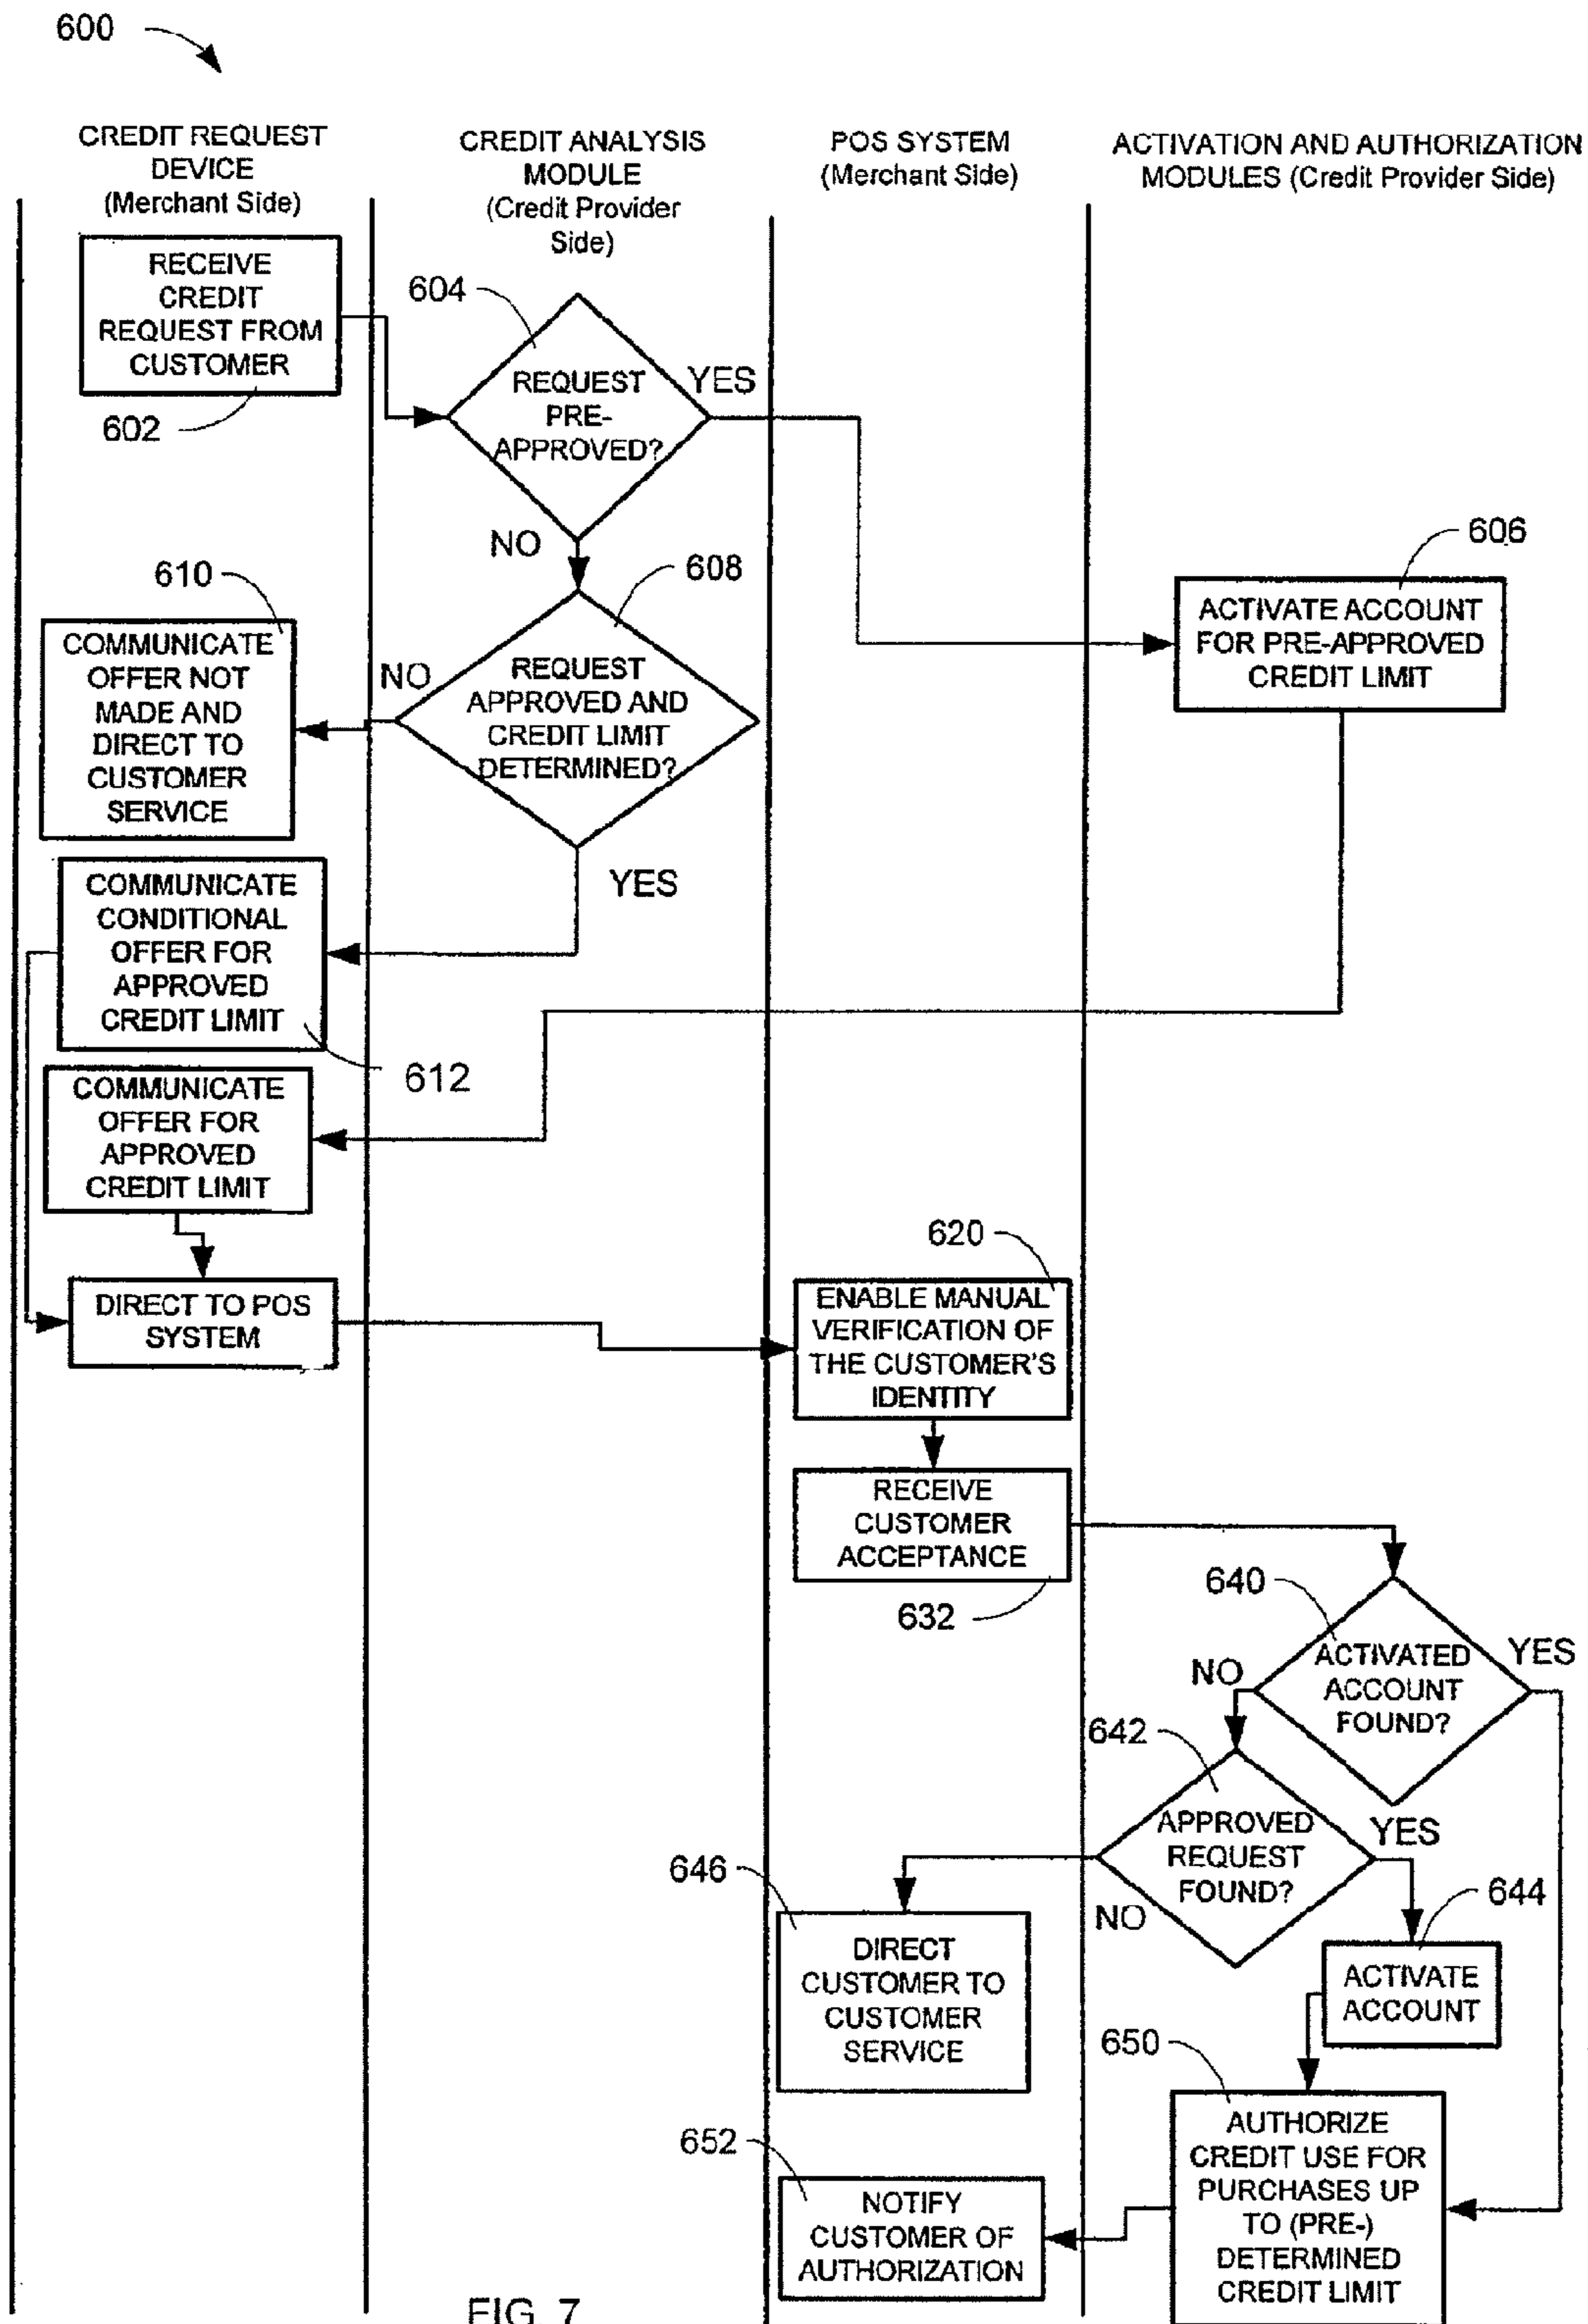 600
CREDIT REQUEST
DEVICE
(Merchant Side)
CREDIT ANALYSIS
MODULE
(Credit Provider
Side)
POS SYSTEM
(Merchant Side)
ACTIVATION AND AUTHORIZATION
MODULES (Credit Provider Side)
RECEIVE
CREDIT
REQUEST FROM
CUSTOMER
602
604
REQUEST
PRE-
APPROVED?
YES
NO
606
ACTIVATE ACCOUNT
FOR PRE-APPROVED
CREDIT LIMIT
608
REQUEST
APPROVED AND
CREDIT LIMIT
DETERMINED?
NO
YES
610
COMMUNICATE
OFFER NOT
MADE AND
DIRECT TO
CUSTOMER
SERVICE
COMMUNICATE
CONDITIONAL
OFFER FOR
APPROVED
CREDIT LIMIT
612
COMMUNICATE
OFFER FOR
APPROVED
CREDIT LIMIT
DIRECT TO POS
SYSTEM
620
ENABLE MANUAL
VERIFICATION OF
THE CUSTOMER'S
IDENTITY
RECEIVE
CUSTOMER
ACCEPTANCE
632
640
ACTIVATED
ACCOUNT
FOUND?
YES
NO
642
APPROVED
REQUEST
FOUND?
YES
NO
644
ACTIVATE
ACCOUNT
646
DIRECT
CUSTOMER TO
CUSTOMER
SERVICE
650
AUTHORIZE
CREDIT USE FOR
PURCHASES UP
TO (PRE-)
DETERMINED
CREDIT LIMIT
652
NOTIFY
CUSTOMER OF
AUTHORIZATION
FIG. 7